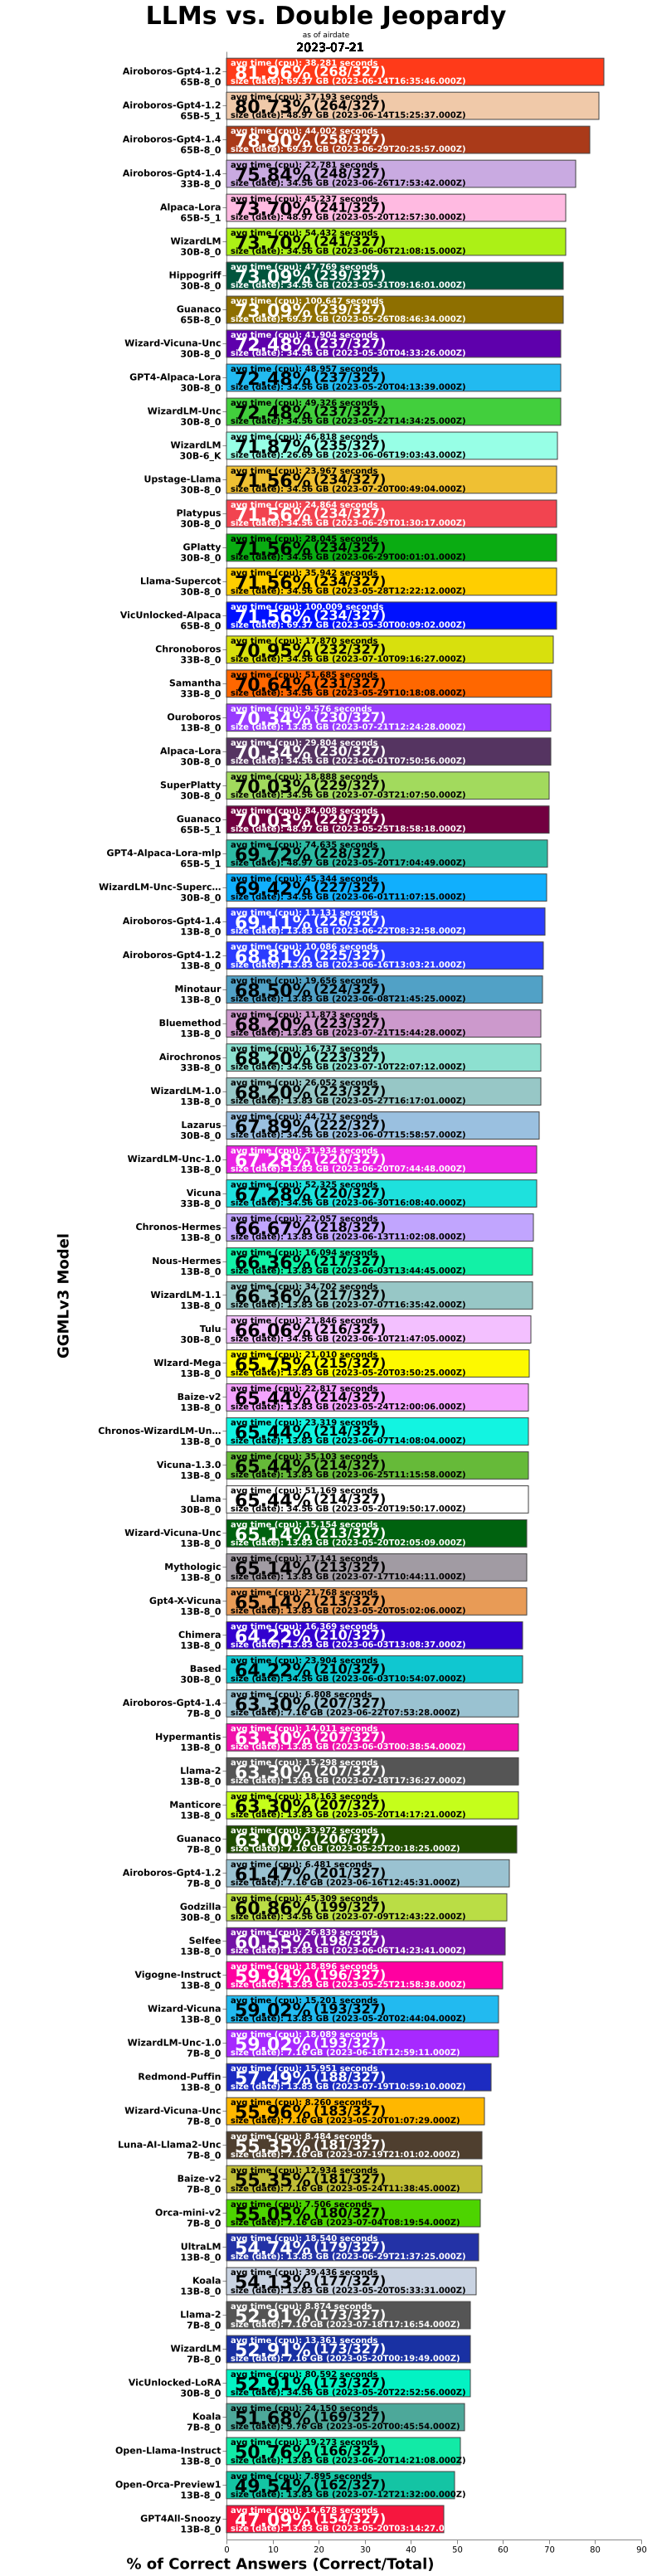 LLMs vs. Double Jeopardy
as of airdate
2023-07-21
Airoboros-Gpt4-1.2
65B-8_0
avg time (cpu): 38.281 seconds
81.96% (268/327)
size (date): 69.37 GB (2023-06-14T16:35:46.000Z)
Airoboros-Gpt4-1.2
65B-5_1
avg time (cpu): 37.193 seconds
80.73% (264/327)
size (date): 48.97 GB (2023-06-14T15:25:37.000Z)
Airoboros-Gpt4-1.4
65B-8_0
avg time (cpu): 44.002 seconds
78.90% (258/327)
size (date): 69.37 GB (2023-06-29T20:25:57.000Z)
Airoboros-Gpt4-1.4
33B-8_0
avg time (cpu): 22.781 seconds
75.84% (248/327)
size (date): 34.56 GB (2023-06-26T17:53:42.000Z)
Alpaca-Lora
65B-5_1
avg time (cpu): 45.237 seconds
73.70% (241/327)
size (date): 48.97 GB (2023-05-20T12:57:30.000Z)
WizardLM
30B-8_0
avg time (cpu): 54.432 seconds
73.70% (241/327)
size (date): 34.56 GB (2023-06-06T21:08:15.000Z)
Hippogriff
30B-8_0
avg time (cpu): 47.769 seconds
73.09% (239/327)
size (date): 34.56 GB (2023-05-31T09:16:01.000Z)
Guanaco
65B-8_0
avg time (cpu): 100.647 seconds
73.09% (239/327)
size (date): 69.37 GB (2023-05-26T08:46:34.000Z)
Wizard-Vicuna-Unc
30B-8_0
avg time (cpu): 41.904 seconds
72.48% (237/327)
size (date): 34.56 GB (2023-05-30T04:33:26.000Z)
GPT4-Alpaca-Lora
30B-8_0
avg time (cpu): 48.957 seconds
72.48% (237/327)
size (date): 34.56 GB (2023-05-20T04:13:39.000Z)
WizardLM-Unc
30B-8_0
avg time (cpu): 49.326 seconds
72.48% (237/327)
size (date): 34.56 GB (2023-05-22T14:34:25.000Z)
WizardLM
30B-6_K
avg time (cpu): 46.818 seconds
71.87% (235/327)
size (date): 26.69 GB (2023-06-06T19:03:43.000Z)
Upstage-Llama
30B-8_0
avg time (cpu): 23.967 seconds
71.56% (234/327)
size (date): 34.56 GB (2023-07-20T00:49:04.000Z)
Platypus
30B-8_0
avg time (cpu): 24.864 seconds
71.56% (234/327)
size (date): 34.56 GB (2023-06-29T01:30:17.000Z)
GPlatty
30B-8_0
avg time (cpu): 28.045 seconds
71.56% (234/327)
size (date): 34.56 GB (2023-06-29T00:01:01.000Z)
Llama-Supercot
30B-8_0
avg time (cpu): 35.942 seconds
71.56% (234/327)
size (date): 34.56 GB (2023-05-28T12:22:12.000Z)
VicUnlocked-Alpaca
65B-8_0
avg time (cpu): 100.009 seconds
71.56% (234/327)
size (date): 69.37 GB (2023-05-30T00:09:02.000Z)
Chronoboros
33B-8_0
avg time (cpu): 17.870 seconds
70.95% (232/327)
size (date): 34.56 GB (2023-07-10T09:16:27.000Z)
Samantha
33B-8_0
avg time (cpu): 51.685 seconds
70.64% (231/327)
size (date): 34.56 GB (2023-05-29T10:18:08.000Z)
Ouroboros
13B-8_0
avg time (cpu): 9.576 seconds
70.34% (230/327)
size (date): 13.83 GB (2023-07-21T12:24:28.000Z)
Alpaca-Lora
30B-8_0
avg time (cpu): 29.804 seconds
70.34% (230/327)
size (date): 34.56 GB (2023-06-01T07:50:56.000Z)
SuperPlatty
30B-8_0
avg time (cpu): 18.888 seconds
70.03% (229/327)
size (date): 34.56 GB (2023-07-03T21:07:50.000Z)
Guanaco
65B-5_1
avg time (cpu): 84.008 seconds
70.03% (229/327)
size (date): 48.97 GB (2023-05-25T18:58:18.000Z)
GPT4-Alpaca-Lora-mlp
65B-5_1
avg time (cpu): 74.635 seconds
69.72% (228/327)
size (date): 48.97 GB (2023-05-20T17:04:49.000Z)
WizardLM-Unc-Superc...
30B-8_0
avg time (cpu): 45.344 seconds
69.42% (227/327)
size (date): 34.56 GB (2023-06-01T11:07:15.000Z)
Airoboros-Gpt4-1.4
13B-8_0
avg time (cpu): 11.131 seconds
69.11% (226/327)
size (date): 13.83 GB (2023-06-22T08:32:58.000Z)
Airoboros-Gpt4-1.2
13B-8_0
avg time (cpu): 10.086 seconds
68.81% (225/327)
size (date): 13.83 GB (2023-06-16T13:03:21.000Z)
Minotaur
13B-8_0
avg time (cpu): 19.656 seconds
68.50% (224/327)
size (date): 13.83 GB (2023-06-08T21:45:25.000Z)
Bluemethod
13B-8_0
avg time (cpu): 11.873 seconds
68.20% (223/327)
size (date): 13.83 GB (2023-07-21T15:44:28.000Z)
Airochronos
33B-8_0
avg time (cpu): 16.737 seconds
68.20% (223/327)
size (date): 34.56 GB (2023-07-10T22:07:12.000Z)
WizardLM-1.0
13B-8_0
avg time (cpu): 26.052 seconds
68.20% (223/327)
size (date): 13.83 GB (2023-05-27T16:17:01.000Z)
Lazarus
30B-8_0
avg time (cpu): 44.717 seconds
67.89% (222/327)
size (date): 34.56 GB (2023-06-07T15:58:57.000Z)
WizardLM-Unc-1.0
13B-8_0
avg time (cpu): 31.934 seconds
67.28% (220/327)
size (date): 13.83 GB (2023-06-20T07:44:48.000Z)
Vicuna
33B-8_0
avg time (cpu): 52.325 seconds
67.28% (220/327)
size (date): 34.56 GB (2023-06-30T16:08:40.000Z)
Chronos-Hermes
13B-8_0
avg time (cpu): 22.057 seconds
66.67% (218/327)
size (date): 13.83 GB (2023-06-13T11:02:08.000Z)
Nous-Hermes
13B-8_0
avg time (cpu): 16.094 seconds
66.36% (217/327)
size (date): 13.83 GB (2023-06-03T13:44:45.000Z)
WizardLM-1.1
13B-8_0
avg time (cpu): 34.702 seconds
66.36% (217/327)
size (date): 13.83 GB (2023-07-07T16:35:42.000Z)
Tulu
30B-8_0
avg time (cpu): 21.846 seconds
66.06% (216/327)
size (date): 34.56 GB (2023-06-10T21:47:05.000Z)
WIzard-Mega
13B-8_0
avg time (cpu): 21.010 seconds
65.75% (215/327)
size (date): 13.83 GB (2023-05-20T03:50:25.000Z)
Baize-v2
13B-8_0
avg time (cpu): 22.817 seconds
65.44% (214/327)
size (date): 13.83 GB (2023-05-24T12:00:06.000Z)
Chronos-WizardLM-Un...
13B-8_0
avg time (cpu): 23.319 seconds
65.44% (214/327)
size (date): 13.83 GB (2023-06-07T14:08:04.000Z)
Vicuna-1.3.0
13B-8_0
avg time (cpu): 35.103 seconds
65.44% (214/327)
size (date): 13.83 GB (2023-06-25T11:15:58.000Z)
Llama
30B-8_0
avg time (cpu): 51.169 seconds
65.44% (214/327)
size (date): 34.56 GB (2023-05-20T19:50:17.000Z)
Wizard-Vicuna-Unc
13B-8_0
avg time (cpu): 15.154 seconds
65.14% (213/327)
size (date): 13.83 GB (2023-05-20T02:05:09.000Z)
Mythologic
13B-8_0
avg time (cpu): 17.141 seconds
65.14% (213/327)
size (date): 13.83 GB (2023-07-17T10:44:11.000Z)
Gpt4-X-Vicuna
13B-8_0
avg time (cpu): 21.768 seconds
65.14% (213/327)
size (date): 13.83 GB (2023-05-20T05:02:06.000Z)
Chimera
13B-8_0
avg time (cpu): 16.369 seconds
64.22% (210/327)
size (date): 13.83 GB (2023-06-03T13:08:37.000Z)
Based
30B-8_0
avg time (cpu): 23.904 seconds
64.22% (210/327)
size (date): 34.56 GB (2023-06-03T10:54:07.000Z)
Airoboros-Gpt4-1.4
7B-8_0
avg time (cpu): 6.808 seconds
63.30% (207/327)
size (date): 7.16 GB (2023-06-22T07:53:28.000Z)
Hypermantis
13B-8_0
avg time (cpu): 14.011 seconds
63.30% (207/327)
size (date): 13.83 GB (2023-06-03T00:38:54.000Z)
Llama-2
13B-8_0
avg time (cpu): 15.298 seconds
63.30% (207/327)
size (date): 13.83 GB (2023-07-18T17:36:27.000Z)
Manticore
13B-8_0
avg time (cpu): 18.163 seconds
63.30% (207/327)
size (date): 13.83 GB (2023-05-20T14:17:21.000Z)
Guanaco
7B-8_0
avg time (cpu): 33.972 seconds
63.00% (206/327)
size (date): 7.16 GB (2023-05-25T20:18:25.000Z)
Airoboros-Gpt4-1.2
7B-8_0
avg time (cpu): 6.481 seconds
61.47% (201/327)
size (date): 7.16 GB (2023-06-16T12:45:31.000Z)
Godzilla
30B-8_0
avg time (cpu): 45.309 seconds
60.86% (199/327)
size (date): 34.56 GB (2023-07-09T12:43:22.000Z)
Selfee
13B-8_0
avg time (cpu): 26.839 seconds
60.55% (198/327)
size (date): 13.83 GB (2023-06-06T14:23:41.000Z)
Vigogne-Instruct
13B-8_0
avg time (cpu): 18.896 seconds
59.94% (196/327)
size (date): 13.83 GB (2023-05-25T21:58:38.000Z)
Wizard-Vicuna
13B-8_0
avg time (cpu): 15.201 seconds
59.02% (193/327)
size (date): 13.83 GB (2023-05-20T02:44:04.000Z)
WizardLM-Unc-1.0
7B-8_0
avg time (cpu): 18.089 seconds
59.02% (193/327)
size (date): 7.16 GB (2023-06-18T12:59:11.000Z)
Redmond-Puffin
13B-8_0
avg time (cpu): 15.951 seconds
57.49% (188/327)
size (date): 13.83 GB (2023-07-19T10:59:10.000Z)
Wizard-Vicuna-Unc
7B-8_0
avg time (cpu): 8.260 seconds
55.96% (183/327)
size (date): 7.16 GB (2023-05-20T01:07:29.000Z)
Luna-AI-Llama2-Unc
7B-8_0
avg time (cpu): 8.484 seconds
55.35% (181/327)
size (date): 7.16 GB (2023-07-19T21:01:02.000Z)
Baize-v2
7B-8_0
avg time (cpu): 12.934 seconds
55.35% (181/327)
size (date): 7.16 GB (2023-05-24T11:38:45.000Z)
Orca-mini-v2
7B-8_0
avg time (cpu): 7.506 seconds
55.05% (180/327)
size (date): 7.16 GB (2023-07-04T08:19:54.000Z)
UltraLM
13B-8_0
avg time (cpu): 18.540 seconds
54.74% (179/327)
size (date): 13.83 GB (2023-06-29T21:37:25.000Z)
Koala
13B-8_0
avg time (cpu): 39.436 seconds
54.13% (177/327)
size (date): 13.83 GB (2023-05-20T05:33:31.000Z)
Llama-2
7B-8_0
avg time (cpu): 8.874 seconds
52.91% (173/327)
size (date): 7.16 GB (2023-07-18T17:16:54.000Z)
WizardLM
7B-8_0
avg time (cpu): 13.361 seconds
52.91% (173/327)
size (date): 7.16 GB (2023-05-20T00:19:49.000Z)
VicUnlocked-LoRA
30B-8_0
avg time (cpu): 80.592 seconds
52.91% (173/327)
size (date): 34.56 GB (2023-05-20T22:52:56.000Z)
Koala
7B-8_0
avg time (cpu): 24.150 seconds
51.68% (169/327)
size (date): 9.76 GB (2023-05-20T00:45:54.000Z)
Open-Llama-Instruct
13B-8_0
avg time (cpu): 19.273 seconds
50.76% (166/327)
size (date): 13.83 GB (2023-06-20T14:21:08.000Z)
Open-Orca-Preview1
13B-8_0
avg time (cpu): 7.895 seconds
49.54% (162/327)
size (date): 13.83 GB (2023-07-12T21:32:00.000Z)
GPT4All-Snoozy
13B-8_0
avg time (cpu): 14.678 seconds
47.09% (154/327)
size (date): 13.83 GB (2023-05-20T03:14:27.0
GGMLv3 Model
0 10 20 30 40 50 60 70 80 90
% of Correct Answers (Correct/Total)